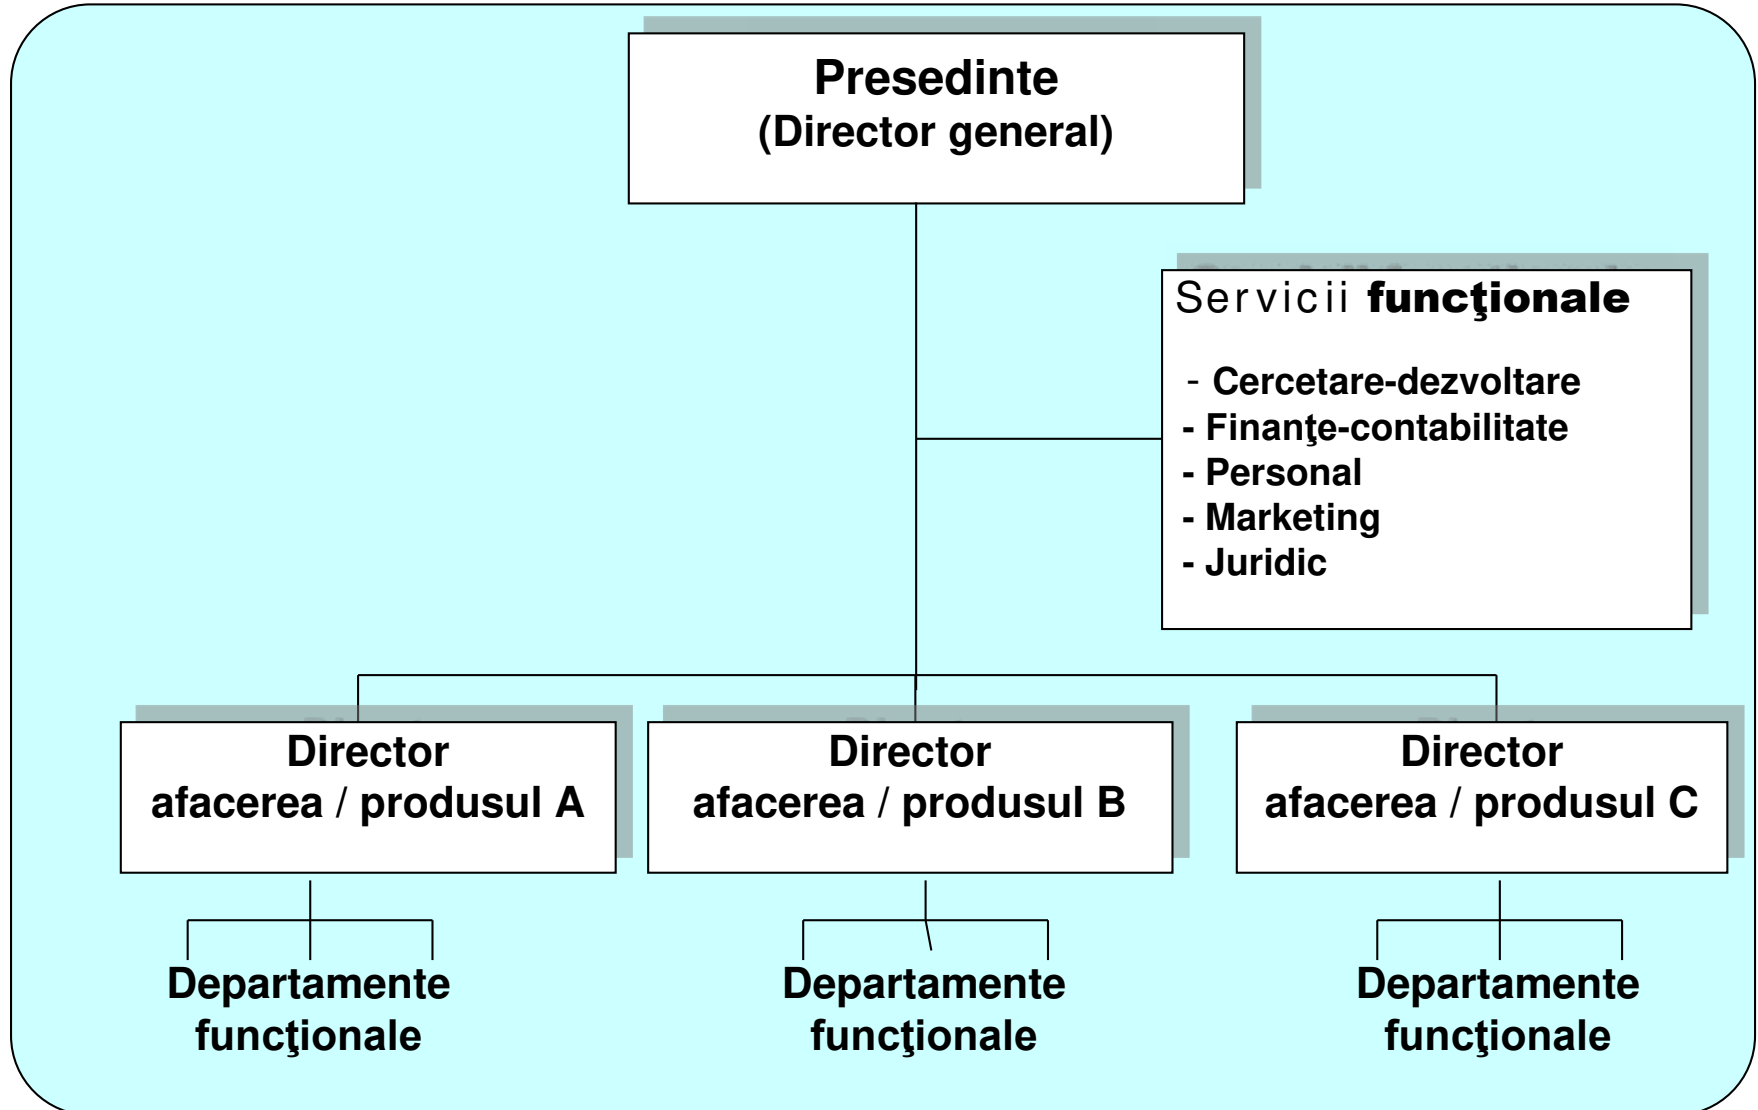 Presedinte
(Director general)
Servicii funcţionale
- Cercetare-dezvoltare
- Finanţe-contabilitate
- Personal
- Marketing
- Juridic
Director
afacerea / produsul A
Director
afacerea / produsul B
Director
afacerea / produsul C
Departamente
funcţionale
Departamente
funcţionale
Departamente
funcţionale